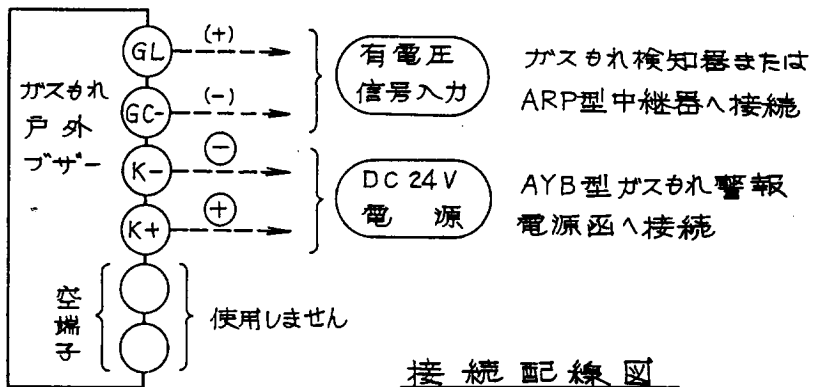 ガスもれ
戸外
ブザー
GL
(+)
GC-
(-)
K-
⊖
K+
⊕
有電圧
信号入力
ガスもれ検知器または
ARP型中継器へ接続
DC24V
電源
AYB型ガスもれ警報
電源函へ接続
空端子
使用しません
接続配線図